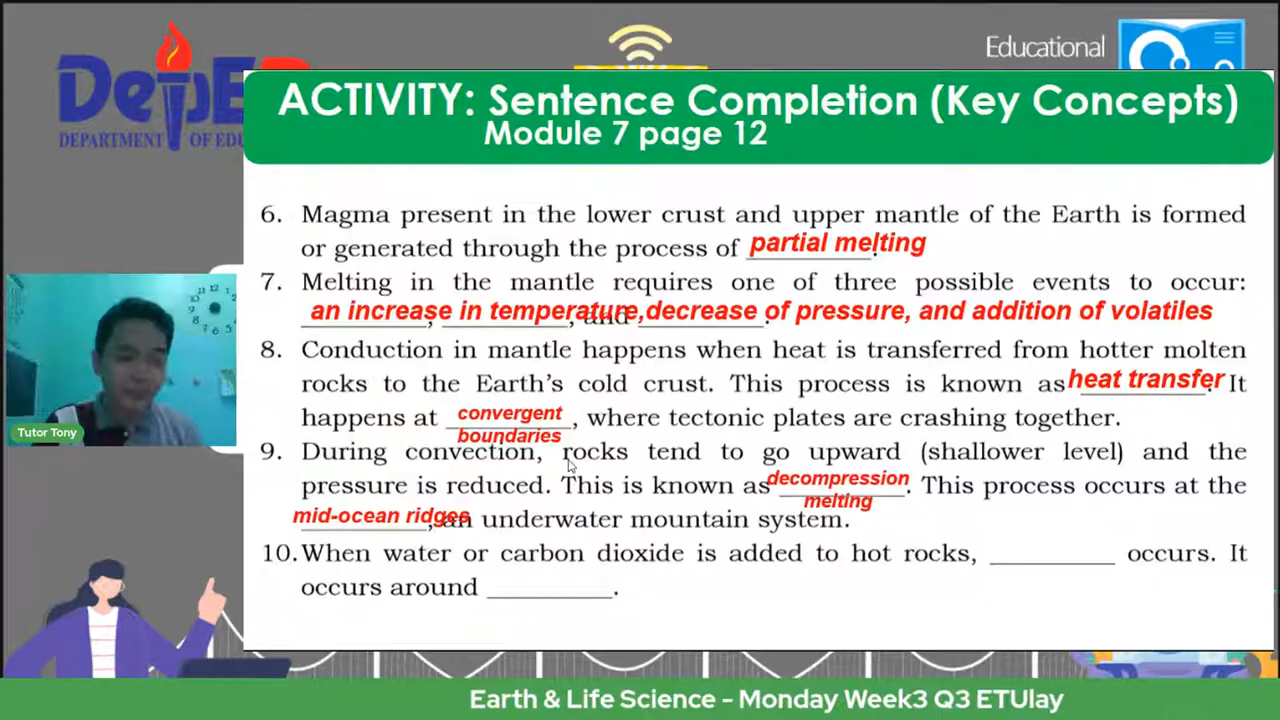 DepED
DEPARTMENT OF EDU
Educational
ACTIVITY: Sentence Completion (Key Concepts)
Module 7 page 12
6. Magma present in the lower crust and upper mantle of the Earth is formed
or generated through the process of partial melting.
7. Melting in the mantle requires one of three possible events to occur:
an increase in temperature, decrease of pressure, and addition of volatiles
__________, __________, and __________.
8. Conduction in mantle happens when heat is transferred from hotter molten
rocks to the Earth's cold crust. This process is known as heat transfer. It
happens at convergent boundaries, where tectonic plates are crashing together.
9. During convection, rocks tend to go upward (shallower level) and the
pressure is reduced. This is known as decompression melting. This process occurs at the
mid-ocean ridges, an underwater mountain system.
10. When water or carbon dioxide is added to hot rocks, __________ occurs. It
occurs around __________.
Tutor Tony
Earth & Life Science - Monday Week3 Q3 ETUlay